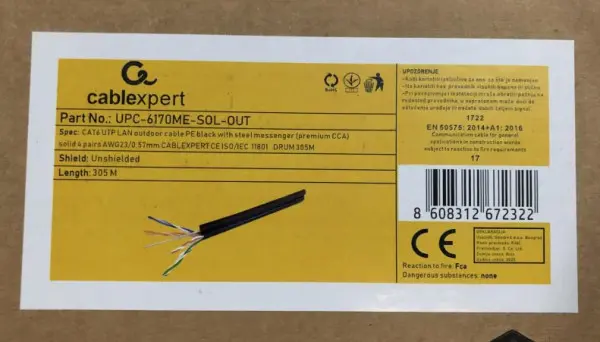 cablexpert
RoHS
Part No.: UPC-6170ME-SOL-OUT
Spec: CAT6 UTP LAN outdoor cable PE black with steel messenger (premium CCA)
solid 4 pairs AWG23/0.57mm CABLEXPERT CE ISO/IEC 11801 DRUM 305M
Shield: Unshielded
Length: 305 M
UPOZORENJE
1722
EN 50575: 2014+A1: 2016
Communication cable for general
applications in construction works
subject to reaction to fire requirements
17
8 608312 672322
CE
Reaction to fire: Fca
Dangerous substances: none